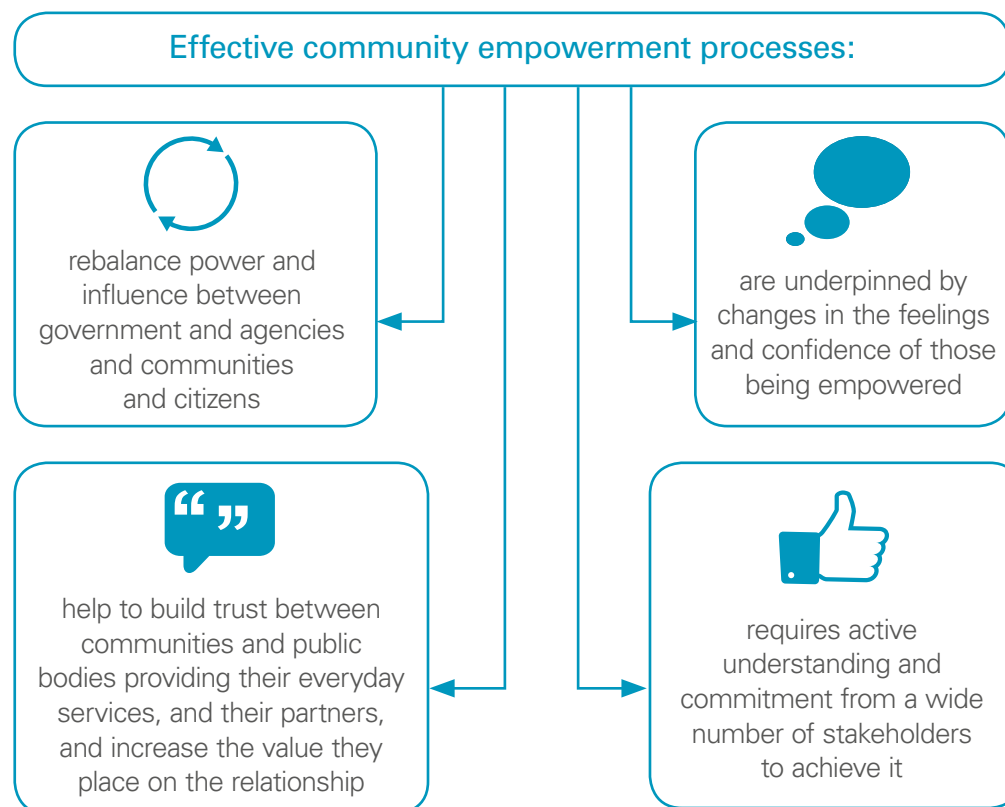 Effective community empowerment processes:
rebalance power and
influence between
government and agencies
and communities
and citizens
are underpinned by
changes in the feelings
and confidence of those
being empowered
help to build trust between
communities and public
bodies providing their everyday
services, and their partners,
and increase the value they
place on the relationship
requires active
understanding and
commitment from a wide
number of stakeholders
to achieve it